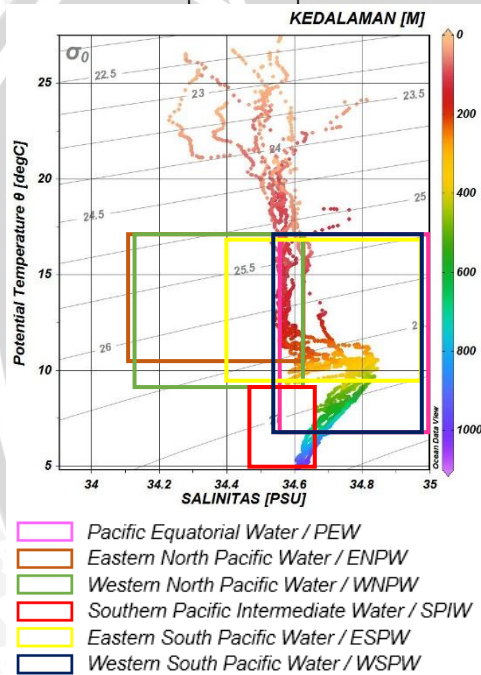 KEDALAMAN [M]
σ0
22.5
23
23.5
24
24.5
25
25.5
26
25
20
15
10
5
Potential Temperature θ [degC]
34
34.2
34.4
34.6
34.8
35
SALINITAS [PSU]
0
200
400
600
800
1000
Ocean Data View
Pacific Equatorial Water / PEW
Eastern North Pacific Water / ENPW
Western North Pacific Water / WNPW
Southern Pacific Intermediate Water / SPIW
Eastern South Pacific Water / ESPW
Western South Pacific Water / WSPW